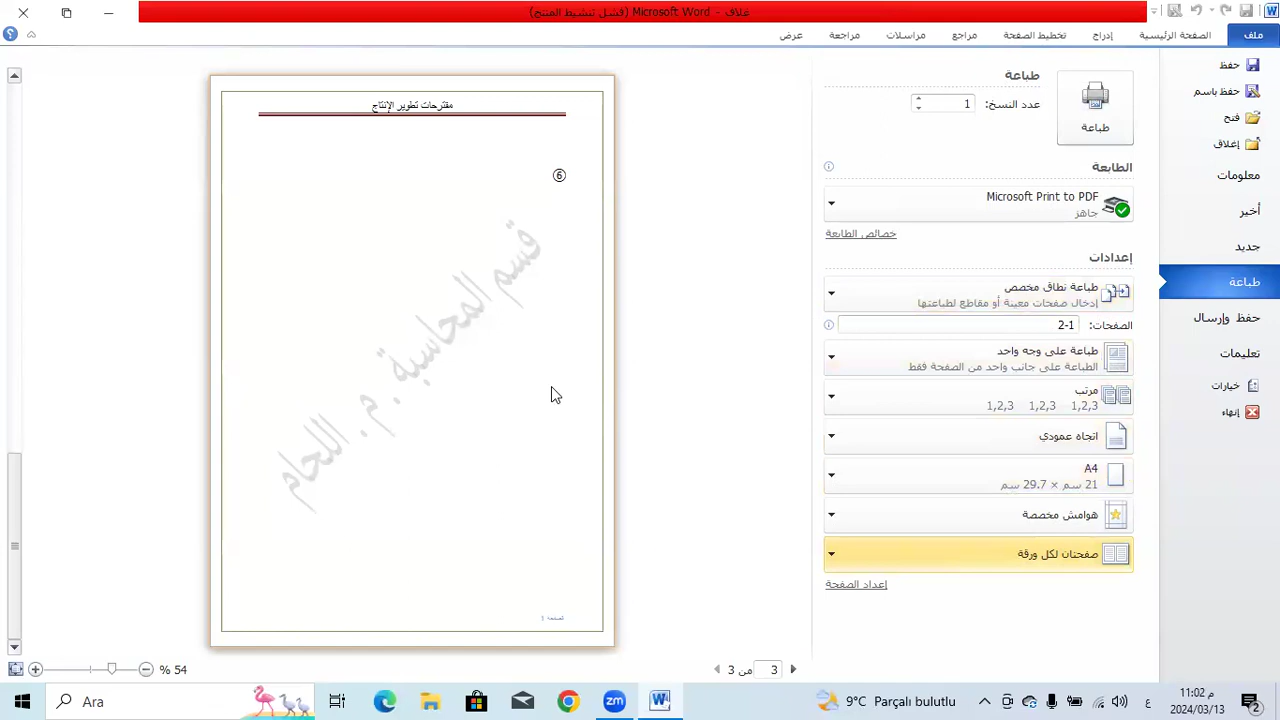 غلاف - Microsoft Word (فشل تنشيط المنتج)
ملف
الصفحة الرئيسية
إدراج
تخطيط الصفحة
مراجع
مراسلات
مراجعة
عرض
حفظ
حفظ باسم
فتح
إغلاق
معلومات
أخير
جديد
طباعة
حفظ وإرسال
تعليمات
خيارات
إنهاء
طباعة
طباعة
عدد النسخ: 1
الطابعة
Microsoft Print to PDF
جاهز
خصائص الطابعة
إعدادات
طباعة نطاق مخصص
إدخال صفحات معينة أو مقاطع لطباعتها
الصفحات: 2-1
طباعة على وجه واحد
الطباعة على جانب واحد من الصفحة فقط
مرتب
1,2,3 1,2,3 1,2,3
اتجاه عمودي
A4
21 سم × 29.7 سم
هوامش مخصصة
صفحتان لكل ورقة
إعداد الصفحة
مقترحات تطوير الإنتاج
6
قسم المحاسبة. م. اللحام
3 من 3
54 %
Ara
9°C Parçalı bulutlu
ع
1:02 م
2024/03/13
2